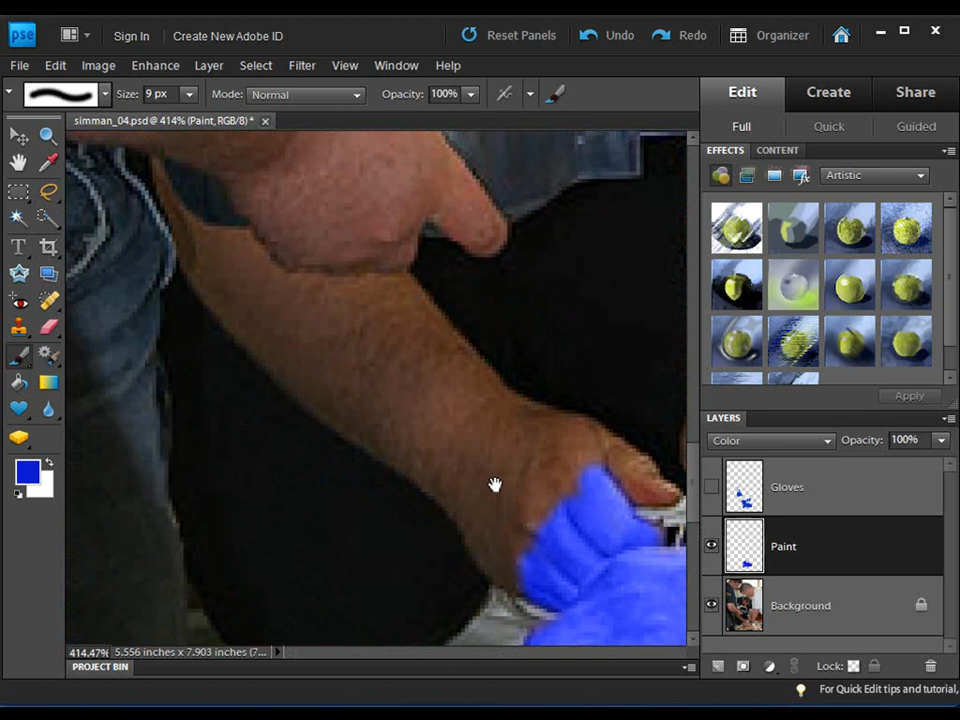 pse Sign In Create New Adobe ID Reset Panels Undo Redo Organizer
File Edit Image Enhance Layer Select Filter View Window Help
Size: 9 px Mode: Normal Opacity: 100% Edit Create Share
simman_04.psd @ 414% (Paint, RGB/8) * Full Quick Guided
EFFECTS CONTENT
Artistic
T
Apply
LAYERS
Color Opacity: 100%
Gloves
Paint
Background
414.47% 5.556 inches x 7.903 inches (7...
PROJECT BIN Lock:
For Quick Edit tips and tutorial,